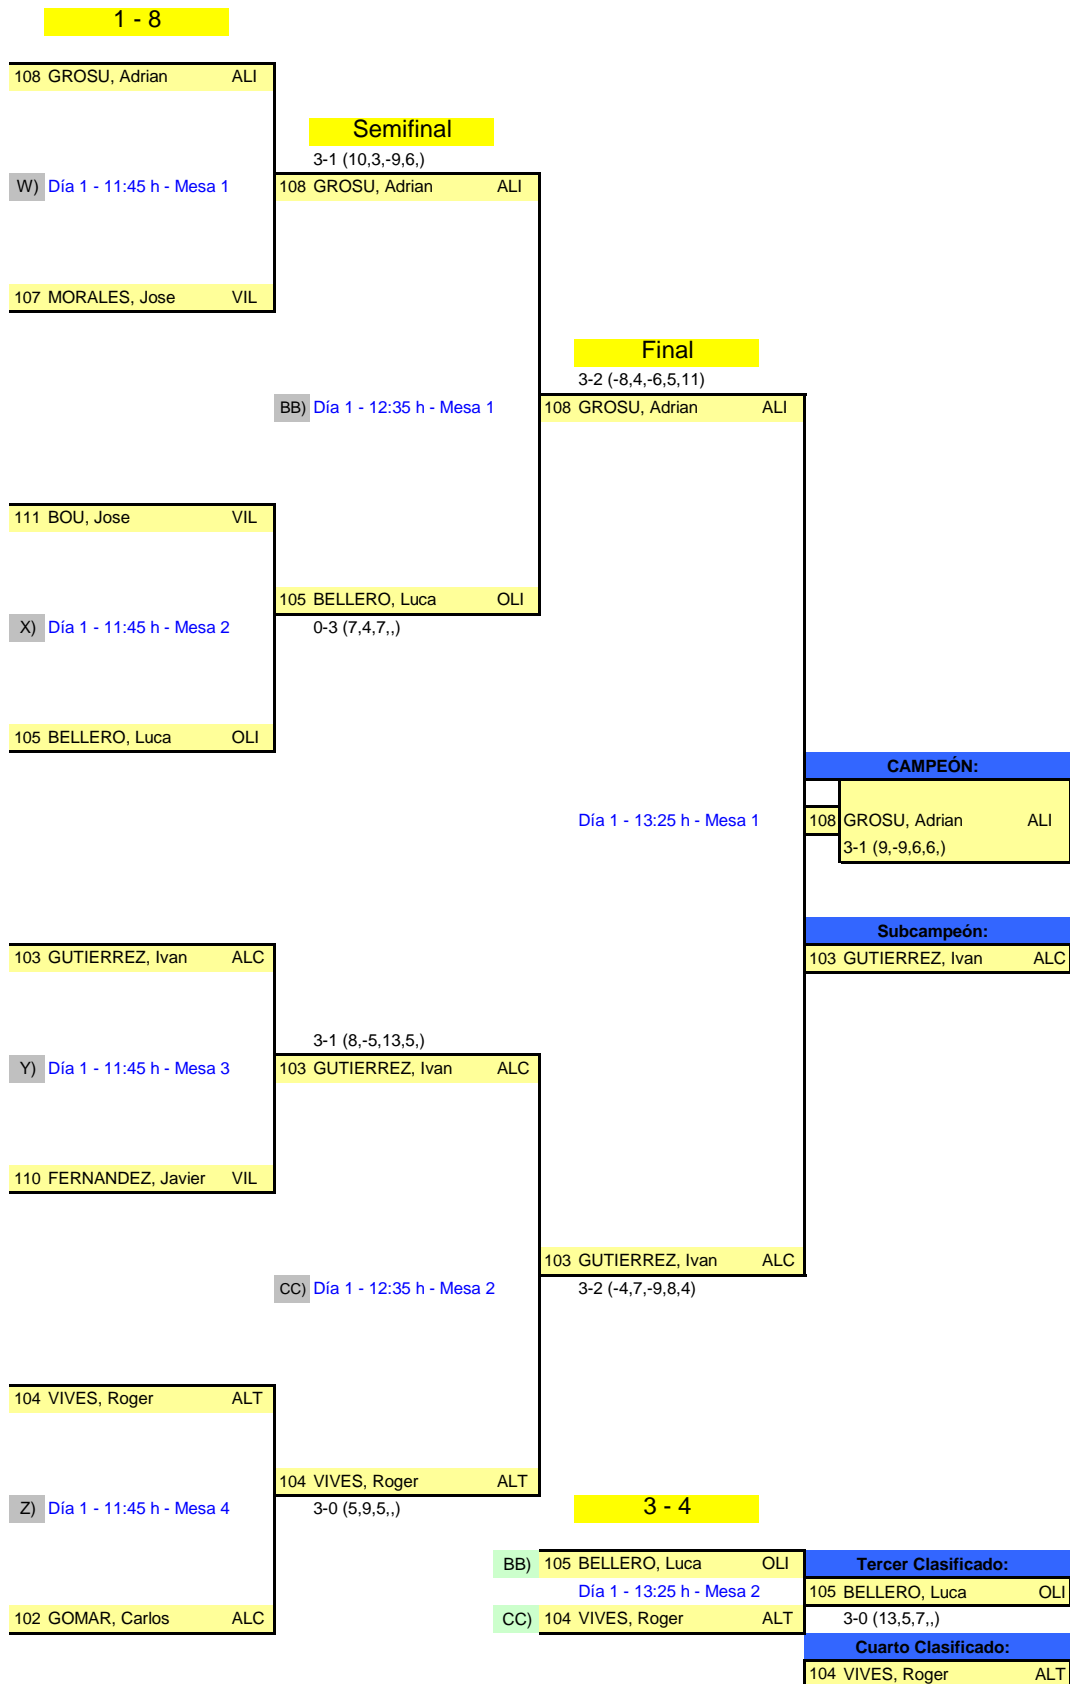 1 - 8
108 GROSU, Adrian ALI
Semifinal
3-1 (10,3,-9,6,)
W) Día 1 - 11:45 h - Mesa 1
108 GROSU, Adrian ALI
107 MORALES, Jose VIL
Final
3-2 (-8,4,-6,5,11)
BB) Día 1 - 12:35 h - Mesa 1
108 GROSU, Adrian ALI
111 BOU, Jose VIL
105 BELLERO, Luca OLI
X) Día 1 - 11:45 h - Mesa 2
0-3 (7,4,7,,)
105 BELLERO, Luca OLI
CAMPEÓN:
Día 1 - 13:25 h - Mesa 1
108 GROSU, Adrian ALI
3-1 (9,-9,6,6,)
Subcampeón:
103 GUTIERREZ, Ivan ALC
103 GUTIERREZ, Ivan ALC
3-1 (8,-5,13,5,)
Y) Día 1 - 11:45 h - Mesa 3
103 GUTIERREZ, Ivan ALC
110 FERNANDEZ, Javier VIL
103 GUTIERREZ, Ivan ALC
CC) Día 1 - 12:35 h - Mesa 2
3-2 (-4,7,-9,8,4)
104 VIVES, Roger ALT
104 VIVES, Roger ALT
Z) Día 1 - 11:45 h - Mesa 4
3-0 (5,9,5,,)
3 - 4
BB) 105 BELLERO, Luca OLI
Tercer Clasificado:
Día 1 - 13:25 h - Mesa 2
105 BELLERO, Luca OLI
102 GOMAR, Carlos ALC
CC) 104 VIVES, Roger ALT
3-0 (13,5,7,,)
Cuarto Clasificado:
104 VIVES, Roger ALT